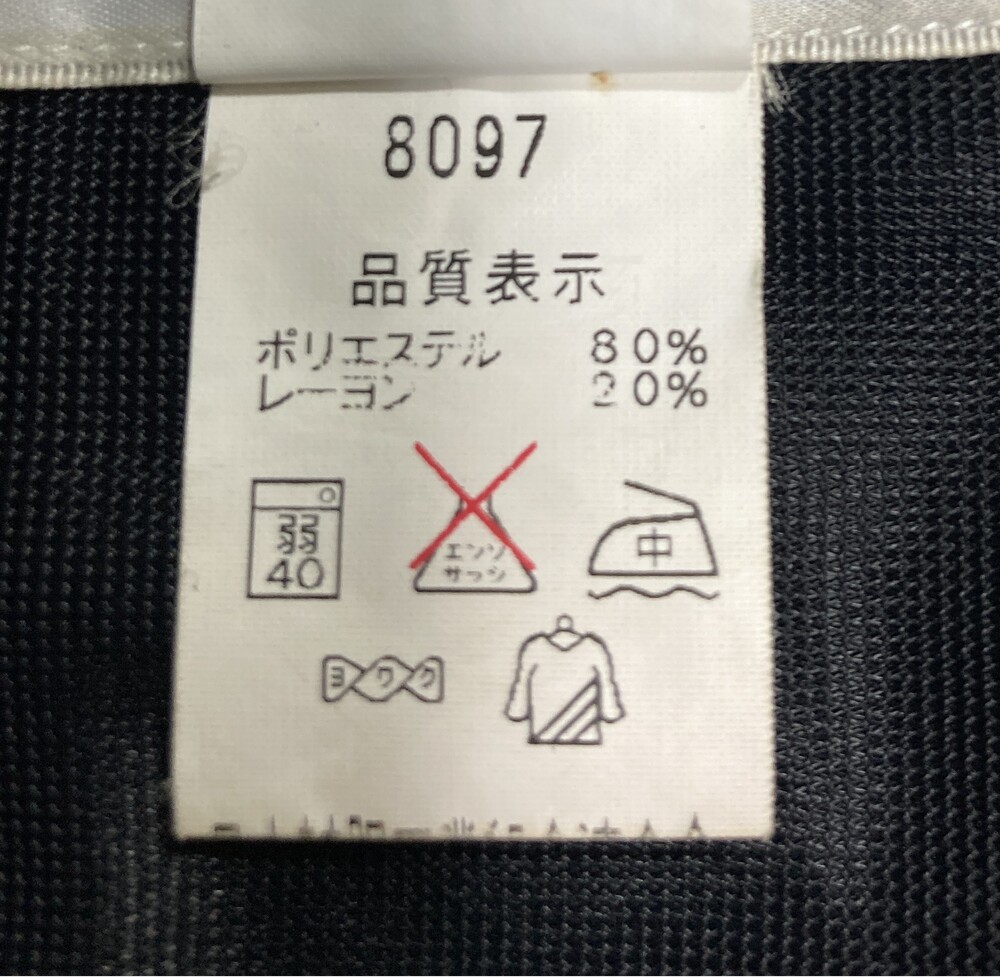 8097
品質表示
ポリエステル 80%
レーヨン 20%
弱
40
エンソ
サラシ
中
ヨワク